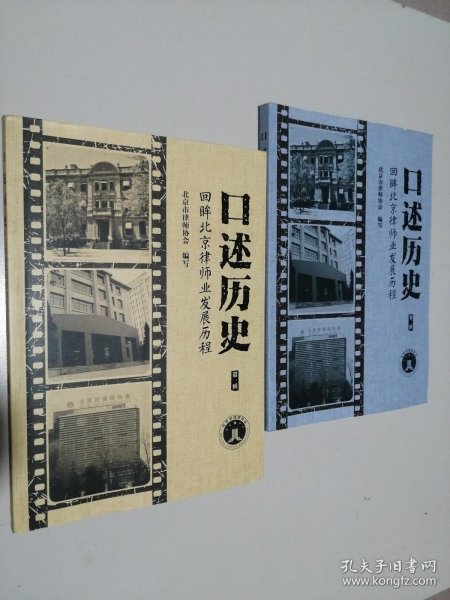 口述历史
回眸北京律师业发展历程
北京市律师协会 编写
第一辑
口述历史
回眸北京律师业发展历程
北京市律师协会 编写
孔夫子旧书网
www.kongfz.com